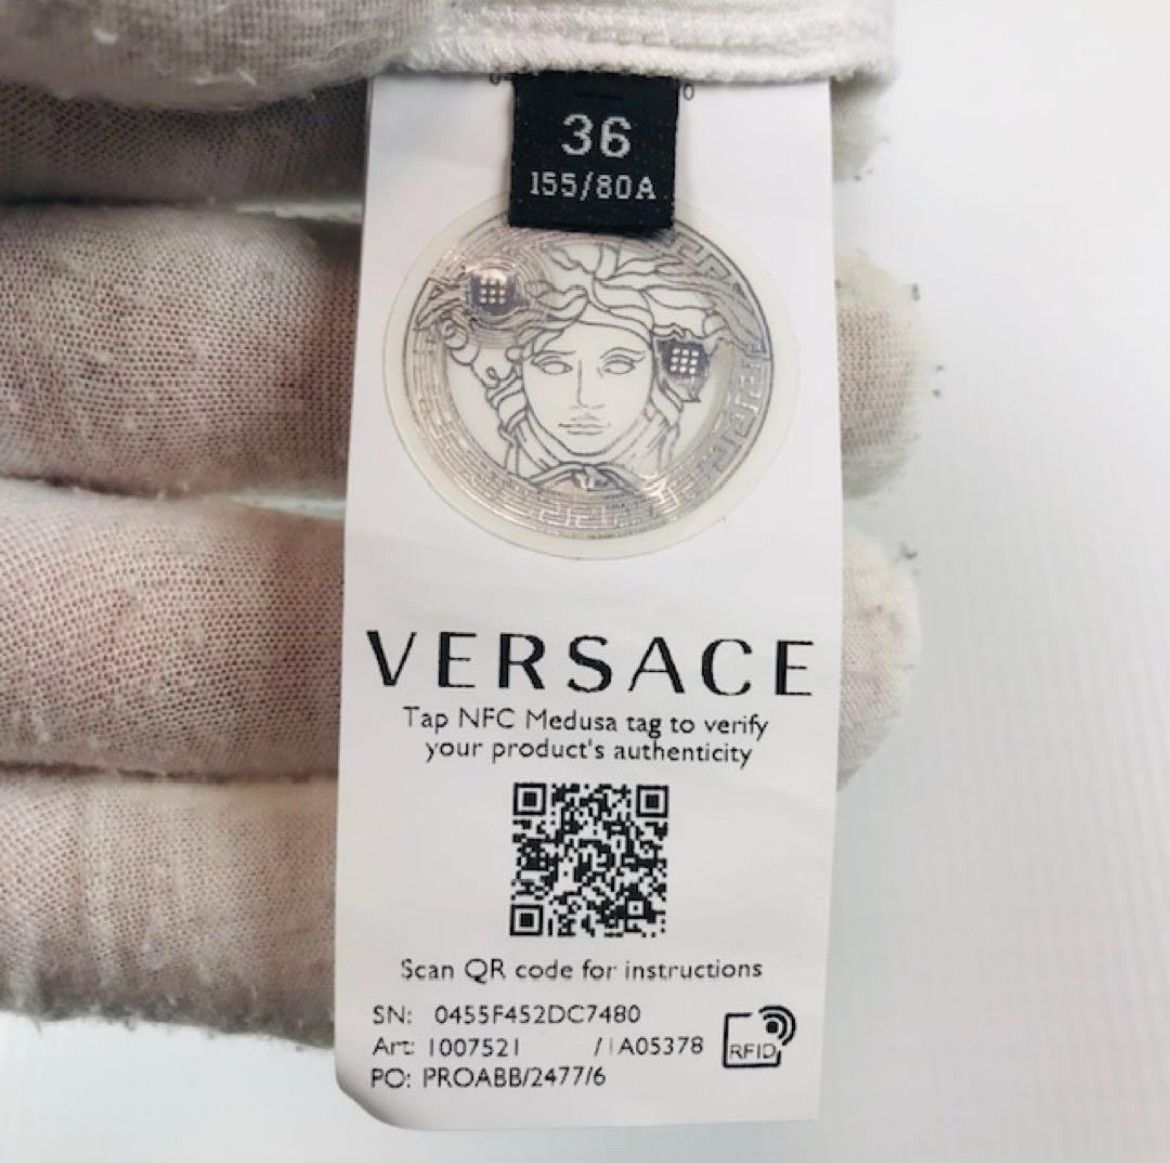 36
155/80A
VERSACE
Tap NFC Medusa tag to verify
your product's authenticity
Scan QR code for instructions
SN: 0455F452DC7480
Art: 1007521 /1A05378
RFID
PO: PROABB/2477/6